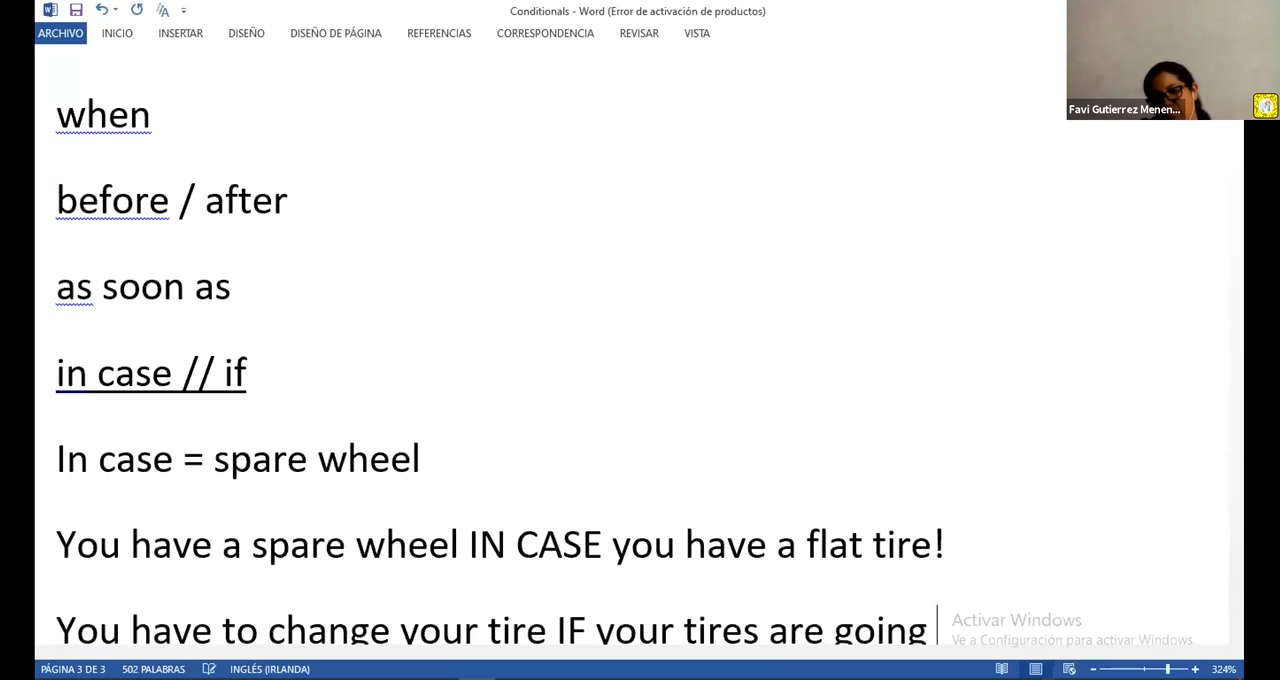 Conditionals - Word (Error de activación de productos)
ARCHIVO INICIO INSERTAR DISEÑO DISEÑO DE PÁGINA REFERENCIAS CORRESPONDENCIA REVISAR VISTA
Favi Gutierrez Menen...
when
before / after
as soon as
in case // if
In case = spare wheel
You have a spare wheel IN CASE you have a flat tire!
You have to change your tire IF your tires are going
Activar Windows
Ve a Configuración para activar Windows.
PÁGINA 3 DE 3 502 PALABRAS INGLÉS (IRLANDA) 324%